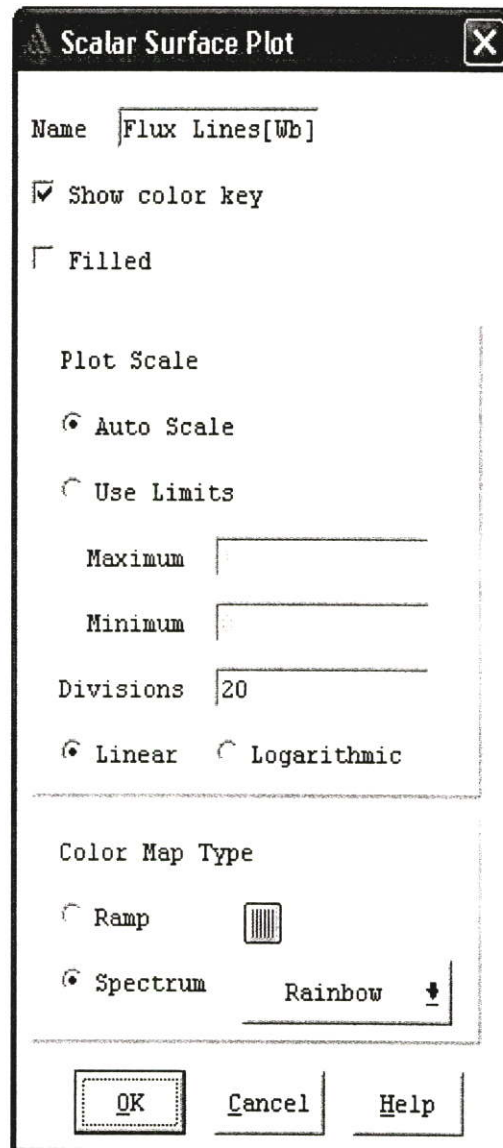 Scalar Surface Plot
Name Flux Lines[Wb]
Show color key
Filled
Plot Scale
Auto Scale
Use Limits
Maximum
Minimum
Divisions 20
Linear Logarithmic
Color Map Type
Ramp
Spectrum Rainbow
OK Cancel Help